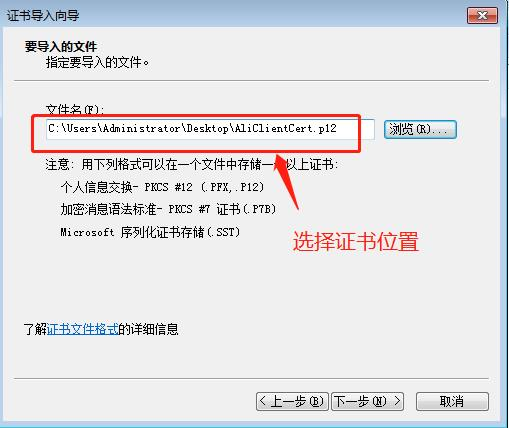 证书导入向导
要导入的文件
指定要导入的文件。
文件名(F):
C:\Users\Administrator\Desktop\AliClientCert.p12
浏览(R)...
注意: 用下列格式可以在一个文件中存储一 以上证书:
个人信息交换- PKCS #12 (.PFX,.P12)
加密消息语法标准- PKCS #7 证书(.P7B)
Microsoft 序列化证书存储(.SST)
选择证书位置
了解证书文件格式的详细信息
< 上一步(B) 下一步(N) > 取消